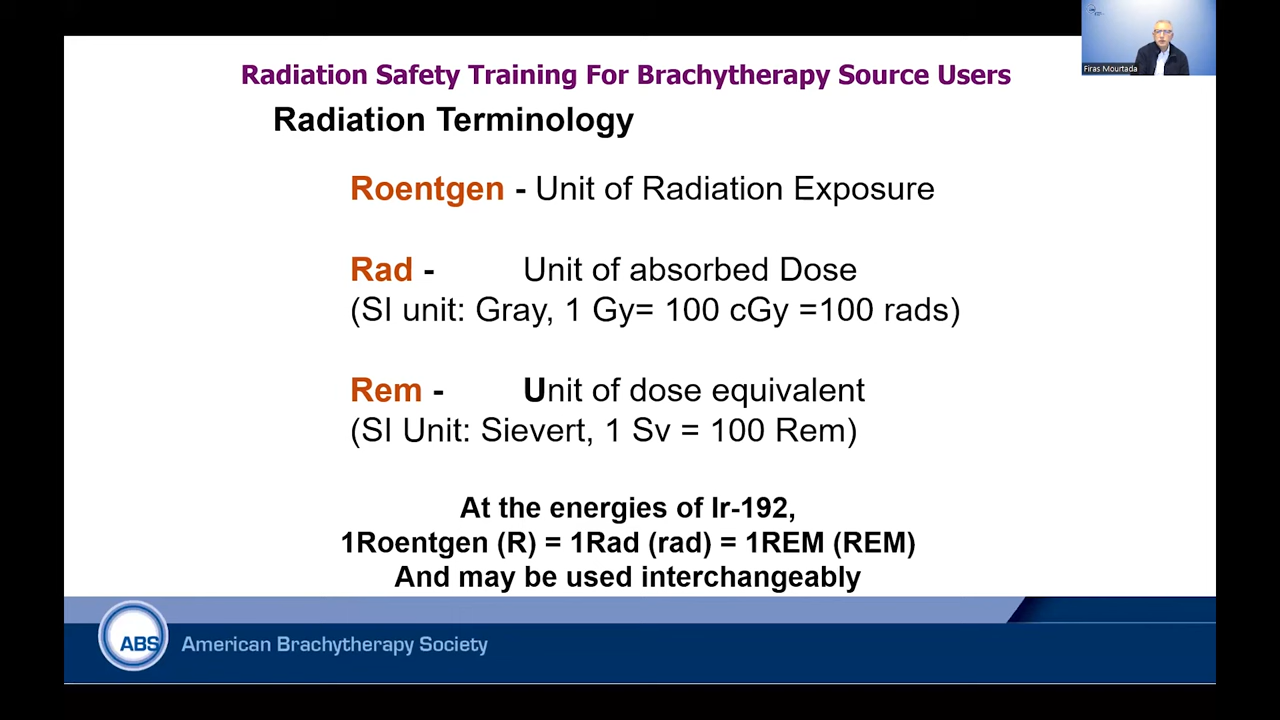 Radiation Safety Training For Brachytherapy Source Users
Radiation Terminology
Roentgen - Unit of Radiation Exposure
Rad - Unit of absorbed Dose
(SI unit: Gray, 1 Gy= 100 cGy =100 rads)
Rem - Unit of dose equivalent
(SI Unit: Sievert, 1 Sv = 100 Rem)
At the energies of Ir-192,
1Roentgen (R) = 1Rad (rad) = 1REM (REM)
And may be used interchangeably
ABS American Brachytherapy Society
Firas Mourtada